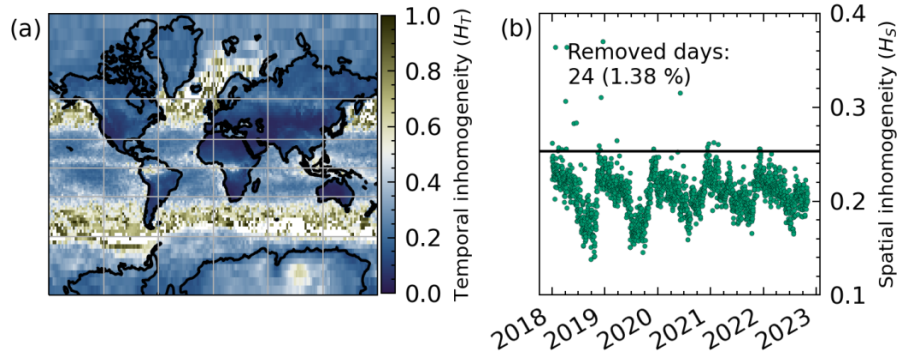 (a)
1.0
0.8
0.6
0.4
0.2
0.0
Temporal inhomogeneity (H_T)
(b)
Removed days:
24 (1.38 %)
0.4
0.3
0.2
0.1
Spatial inhomogeneity (H_S)
2018
2019
2020
2021
2022
2023